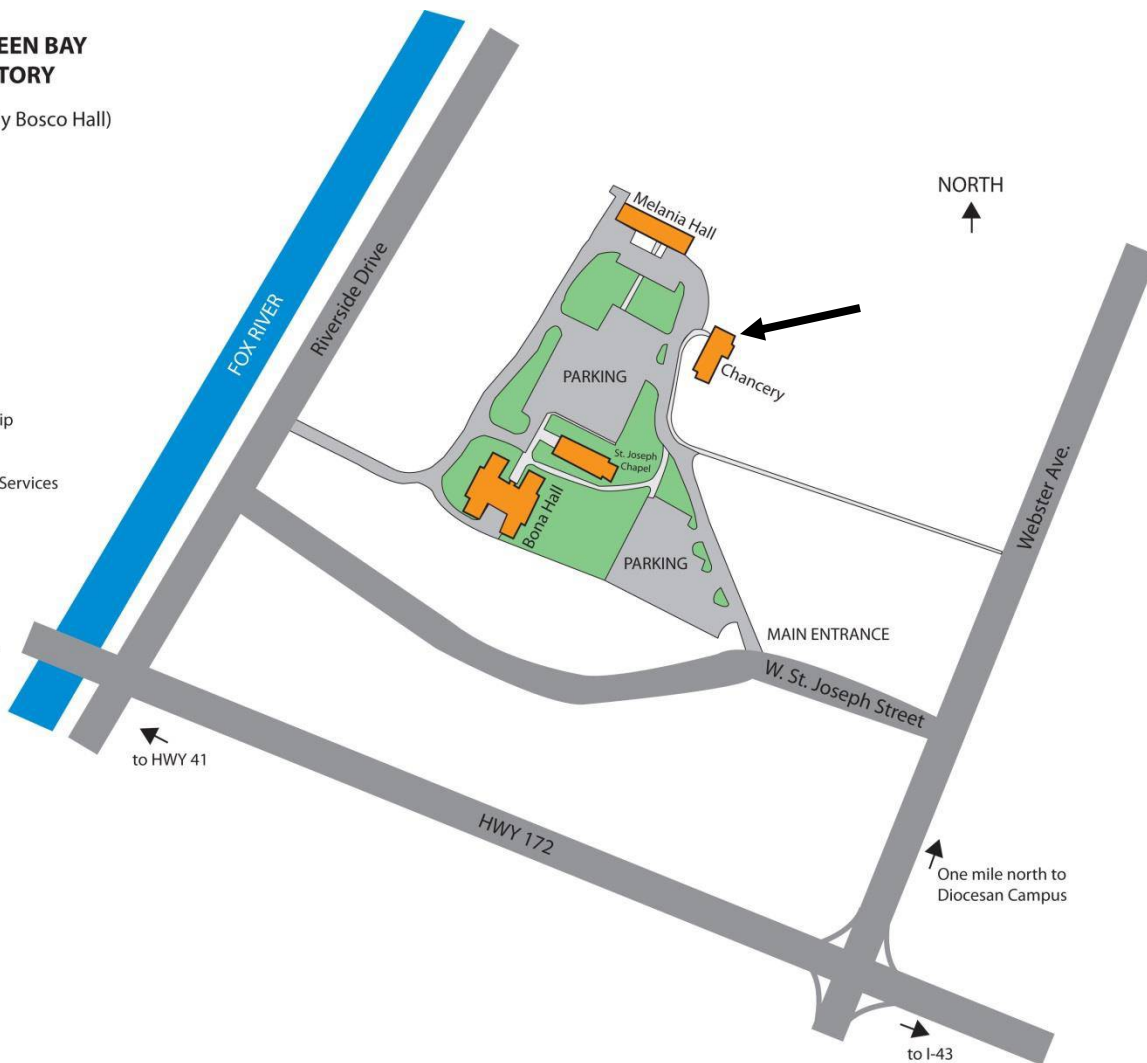 EEN BAY
TORY
y Bosco Hall)
NORTH
Melania Hall
Riverside Drive
FOX RIVER
PARKING
Chancery
ip
St. Joseph
Chapel
Webster Ave.
Services
Bona Hall
PARKING
MAIN ENTRANCE
W. St. Joseph Street
to HWY 41
HWY 172
One mile north to
Diocesan Campus
to I-43